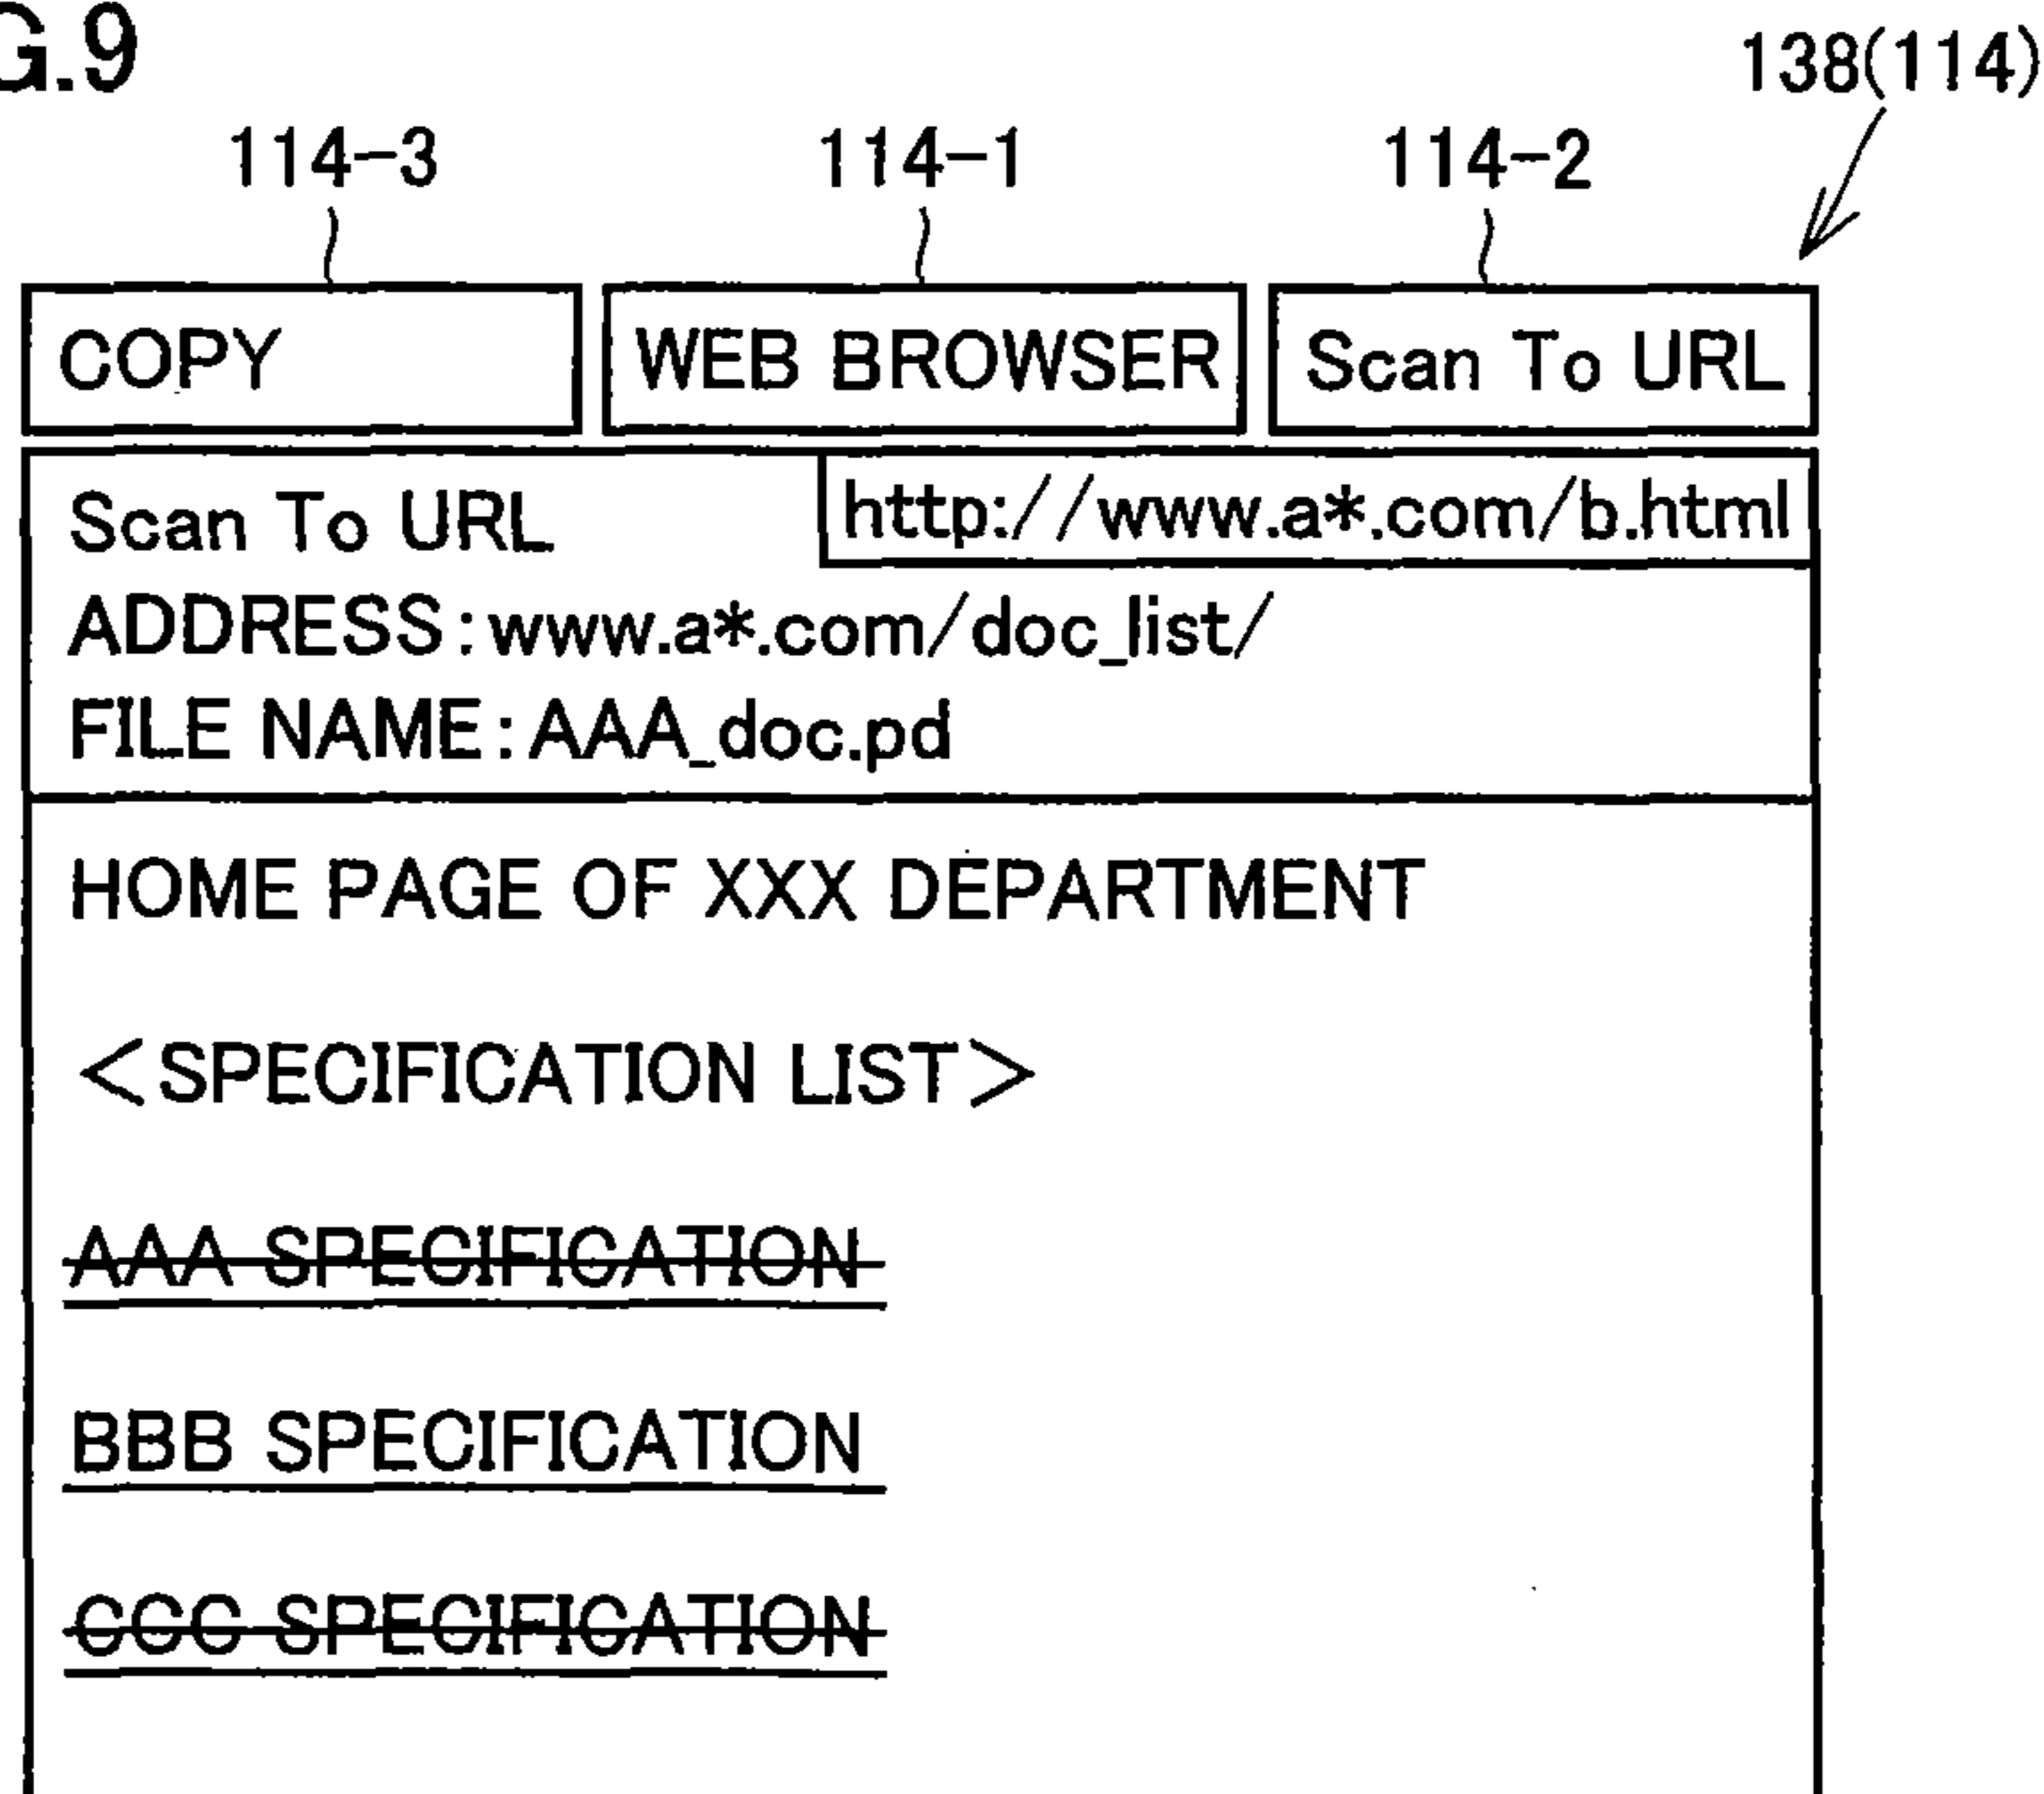 G.9
138(114)
114-3 114-1 114-2
COPY WEB BROWSER Scan To URL
Scan To URL http://www.a*.com/b.html
ADDRESS:www.a*.com/doc_list/
FILE NAME:AAA_doc.pd
HOME PAGE OF XXX DEPARTMENT
<SPECIFICATION LIST>
AAA SPECIFICATION
BBB SPECIFICATION
CCC SPECIFICATION